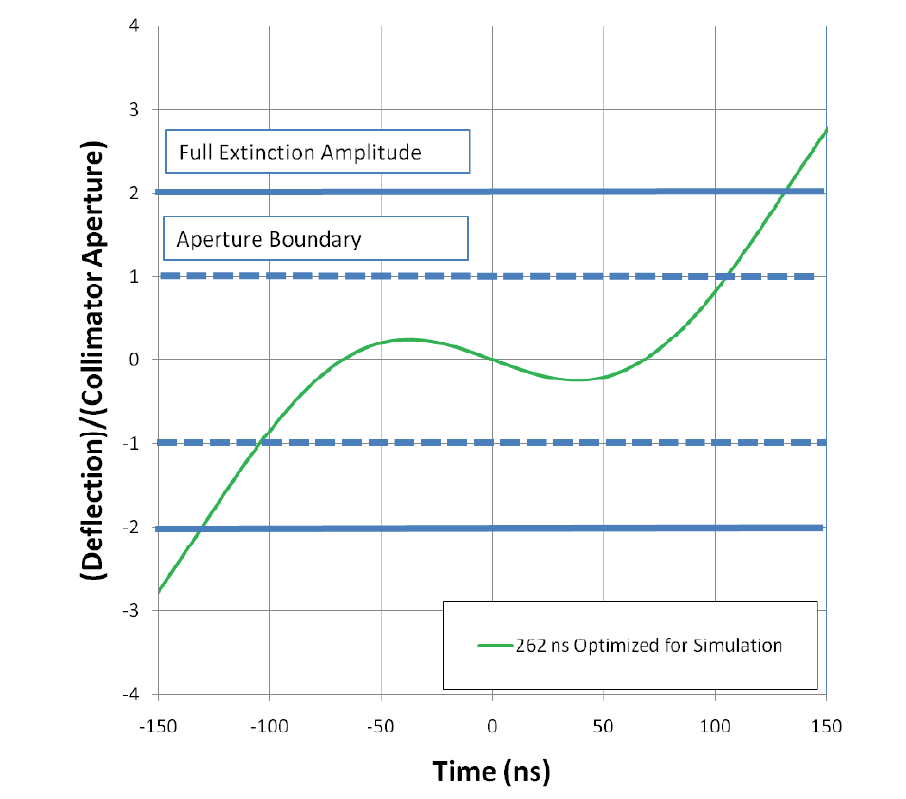 4
3
Full Extinction Amplitude
2
Aperture Boundary
1
0
-1
-2
-3
-4
(Deflection)/(Collimator Aperture)
262 ns Optimized for Simulation
-150 -100 -50 0 50 100 150
Time (ns)